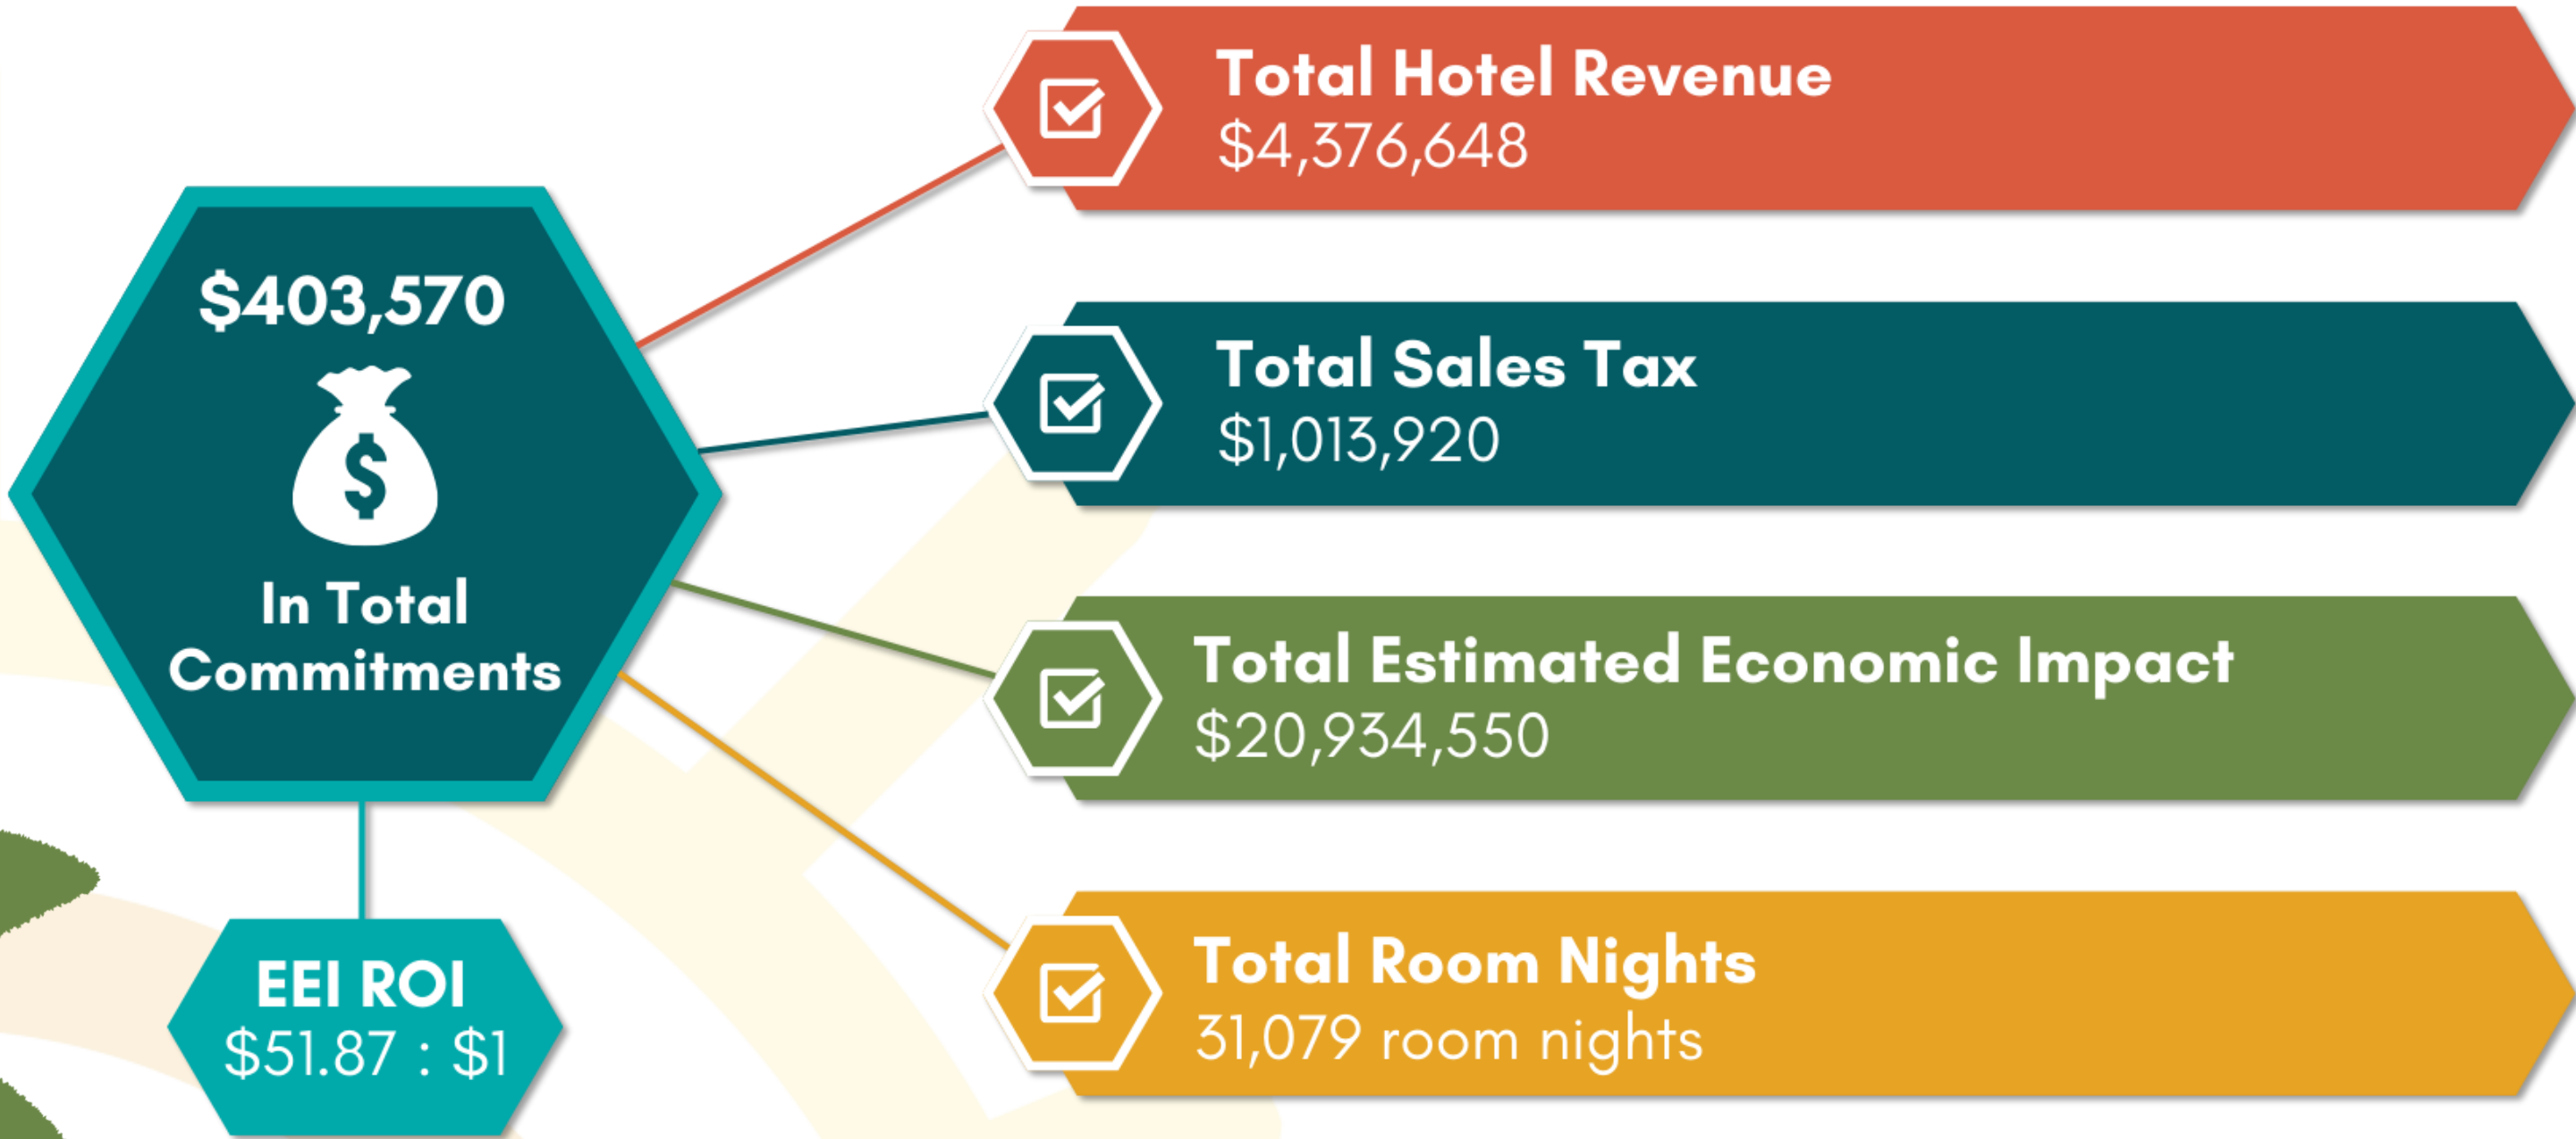 $403,570
$
In Total
Commitments
EEI ROI
$51.87 : $1
Total Hotel Revenue
$4,376,648
Total Sales Tax
$1,013,920
Total Estimated Economic Impact
$20,934,550
Total Room Nights
31,079 room nights